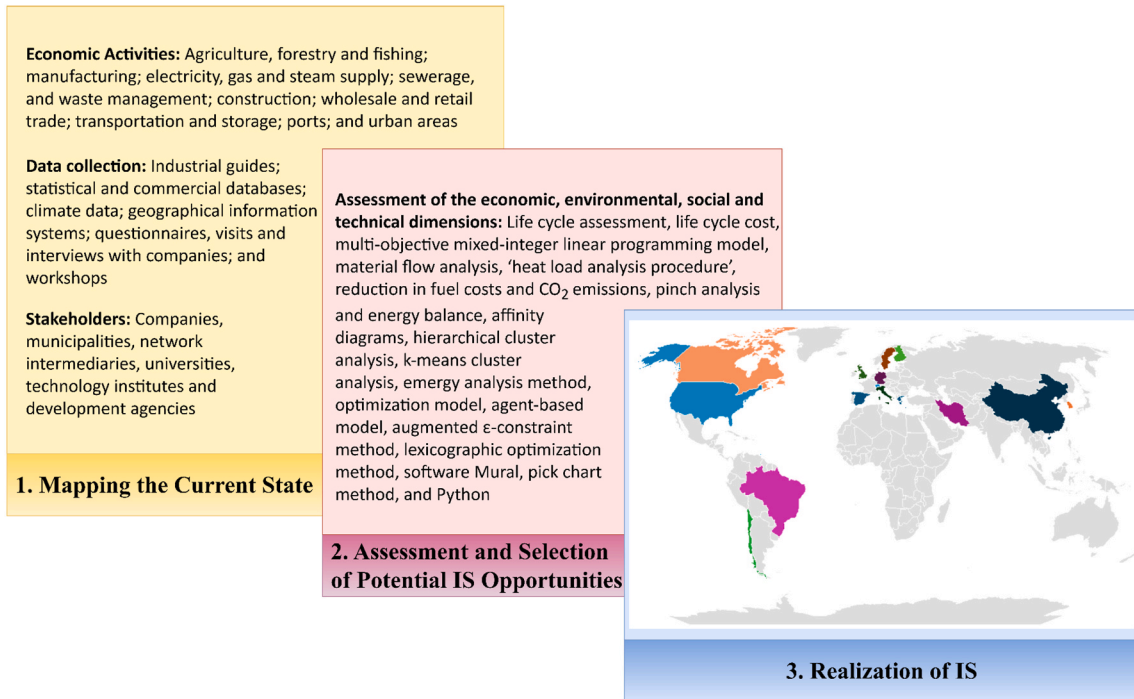 Economic Activities: Agriculture, forestry and fishing;
manufacturing; electricity, gas and steam supply; sewerage,
and waste management; construction; wholesale and retail
trade; transportation and storage; ports; and urban areas
Data collection: Industrial guides;
statistical and commercial databases;
climate data; geographical information
systems; questionnaires, visits and
interviews with companies; and
workshops
Stakeholders: Companies,
municipalities, network
intermediaries, universities,
technology institutes and
development agencies
1. Mapping the Current State
Assessment of the economic, environmental, social and
technical dimensions: Life cycle assessment, life cycle cost,
multi-objective mixed-integer linear programming model,
material flow analysis, ‘heat load analysis procedure’,
reduction in fuel costs and CO₂ emissions, pinch analysis
and energy balance, affinity
diagrams, hierarchical cluster
analysis, k-means cluster
analysis, emergy analysis method,
optimization model, agent-based
model, augmented ε-constraint
method, lexicographic optimization
method, software Mural, pick chart
method, and Python
2. Assessment and Selection
of Potential IS Opportunities
3. Realization of IS